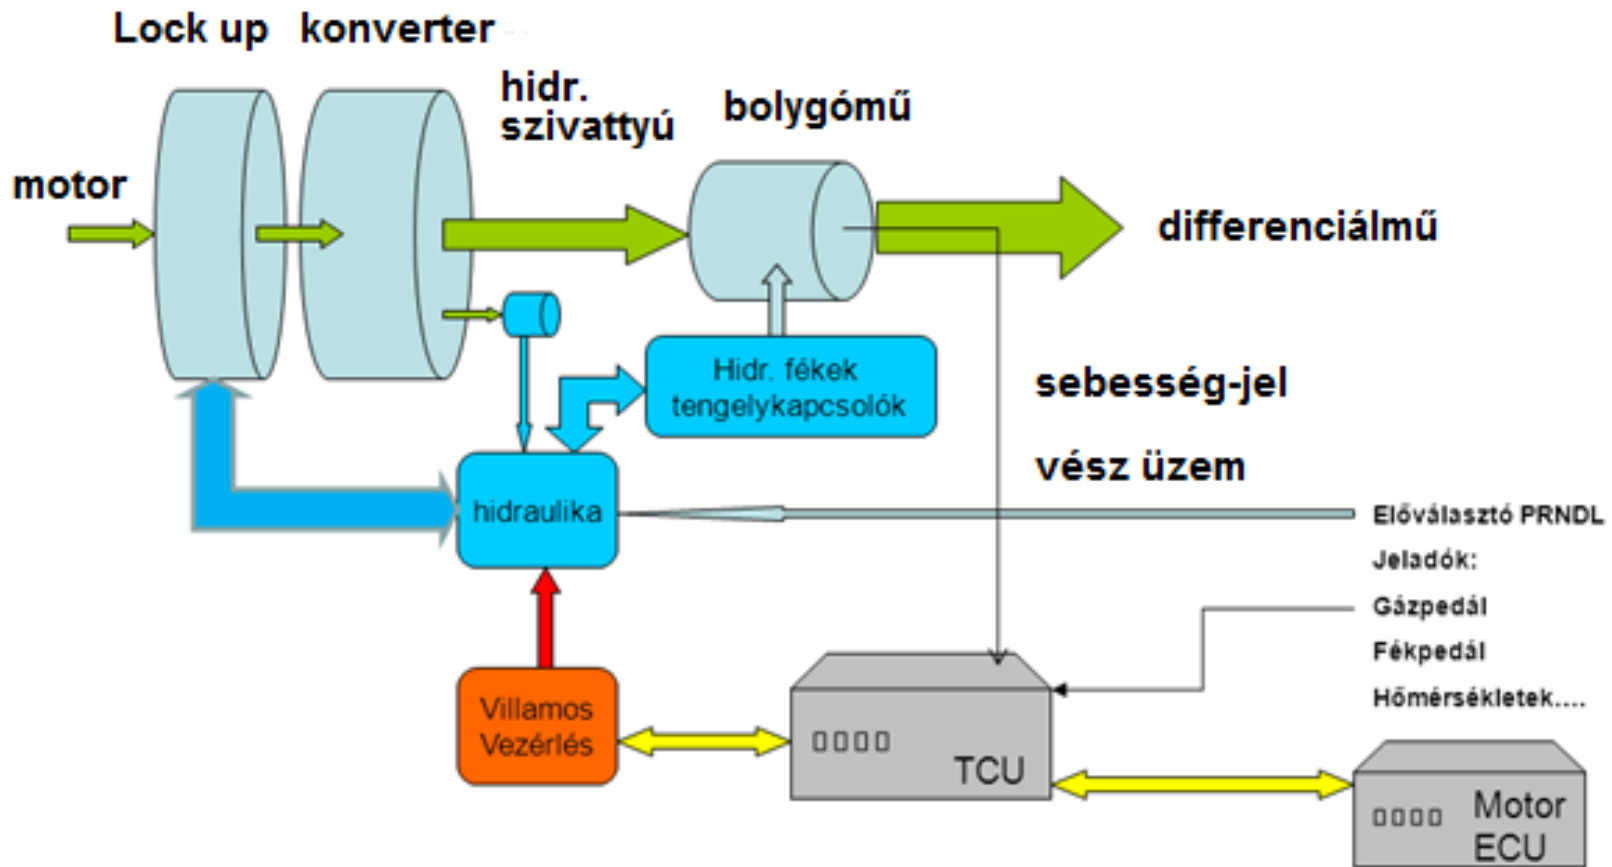 Lock up konverter
hidr.
szivattyú
bolygómű
motor
differenciálmű
Hidr. fékek
tengelykapcsolók
sebesség-jel
vész üzem
hidraulika
Előválasztó PRNDL
Jeladók:
Gázpedál
Fékpedál
Hőmérsékletek....
Villamos
Vezérlés
TCU
Motor
ECU